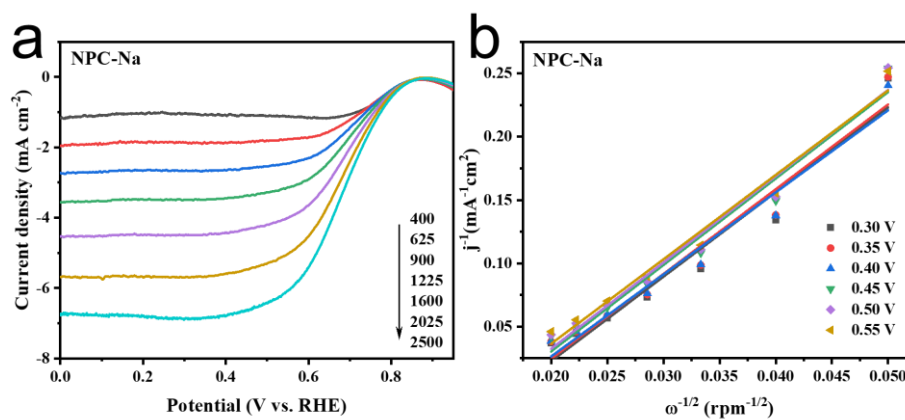 a
NPC-Na
0
-2
-4
-6
-8
Current density (mA cm⁻²)
400
625
900
1225
1600
2025
2500
0.0 0.2 0.4 0.6 0.8
Potential (V vs. RHE)
b
NPC-Na
0.25
0.20
0.15
0.10
0.05
j⁻¹(mA⁻¹cm²)
0.30 V
0.35 V
0.40 V
0.45 V
0.50 V
0.55 V
0.020 0.025 0.030 0.035 0.040 0.045 0.050
ω⁻¹/² (rpm⁻¹/²)